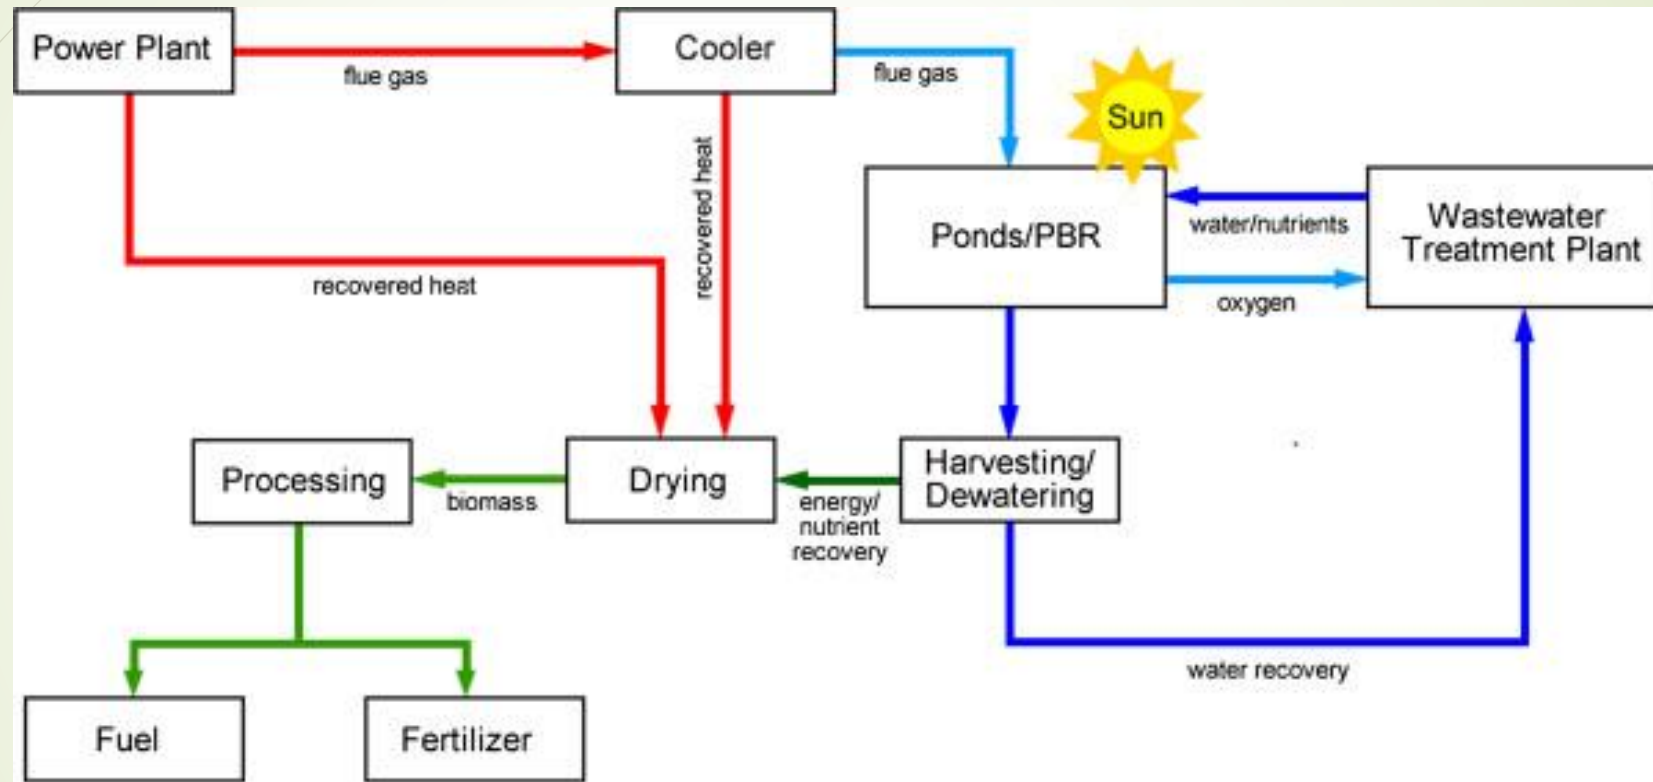 Power Plant
flue gas
Cooler
flue gas
Sun
recovered heat
recovered heat
Ponds/PBR
water/nutrients
oxygen
Wastewater
Treatment Plant
Processing
biomass
Drying
energy/
nutrient
recovery
Harvesting/
Dewatering
water recovery
Fuel
Fertilizer